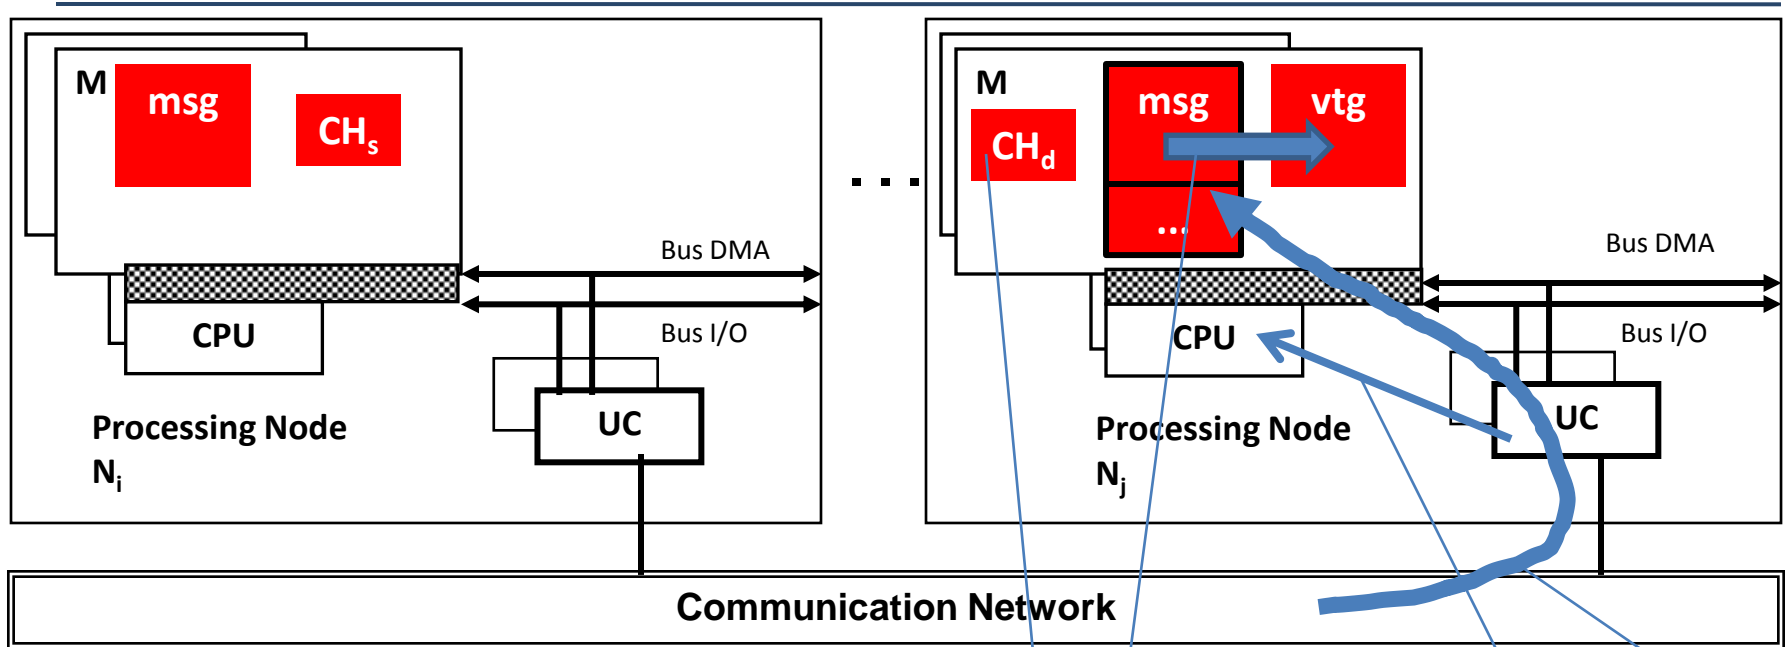 M
msg
CHs
Bus DMA
Bus I/O
CPU
UC
Processing Node
Ni
. . .
M
CHd
msg
...
vtg
Bus DMA
Bus I/O
CPU
UC
Processing Node
Nj
Communication Network